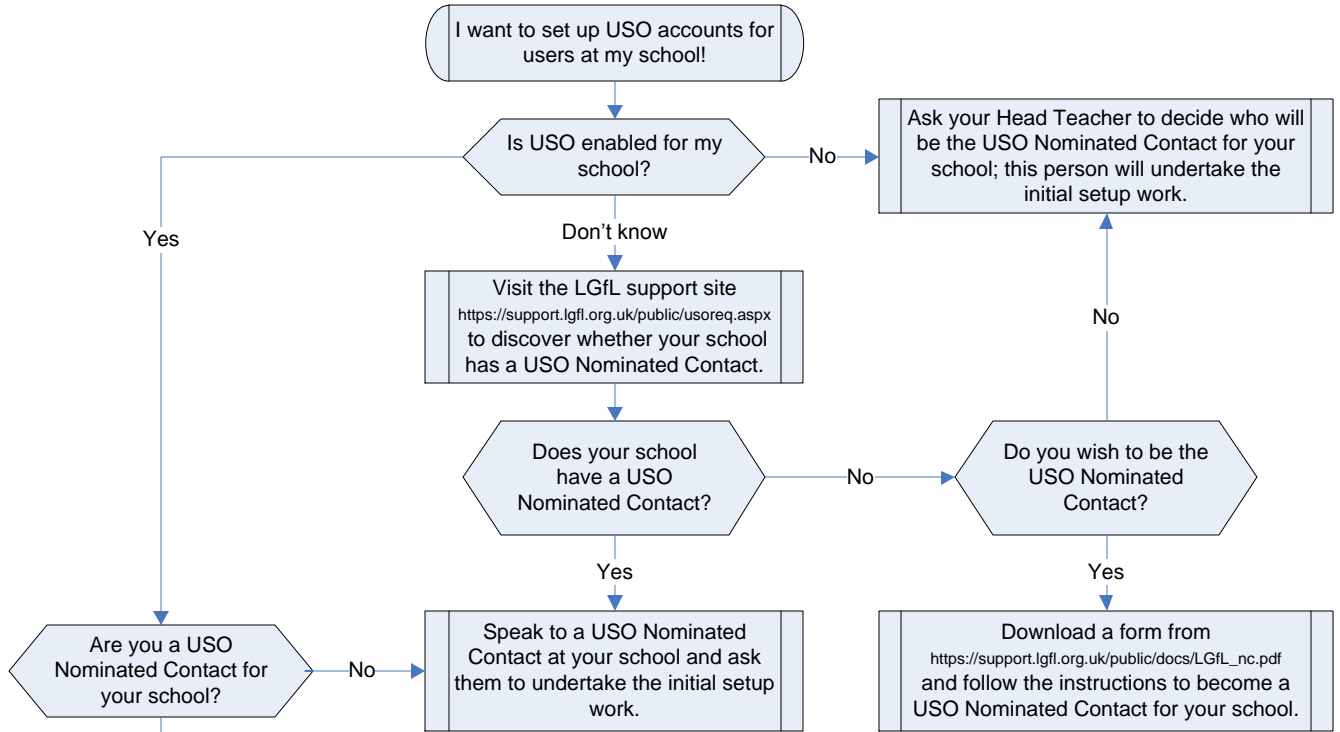 I want to set up USO accounts for
users at my school!
Is USO enabled for my
school?
No
Ask your Head Teacher to decide who will
be the USO Nominated Contact for your
school; this person will undertake the
initial setup work.
Yes
Don't know
Visit the LGfL support site
https://support.lgfl.org.uk/public/usoreq.aspx
to discover whether your school
has a USO Nominated Contact.
No
Does your school
have a USO
Nominated Contact?
No
Do you wish to be the
USO Nominated
Contact?
Yes
Yes
Are you a USO
Nominated Contact for
your school?
No
Speak to a USO Nominated
Contact at your school and ask
them to undertake the initial setup
work.
Download a form from
https://support.lgfl.org.uk/public/docs/LGfL_nc.pdf
and follow the instructions to become a
USO Nominated Contact for your school.